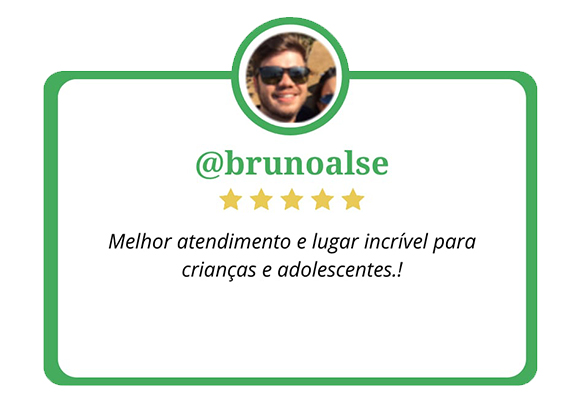 @brunoalse
Melhor atendimento e lugar incrível para
crianças e adolescentes.!